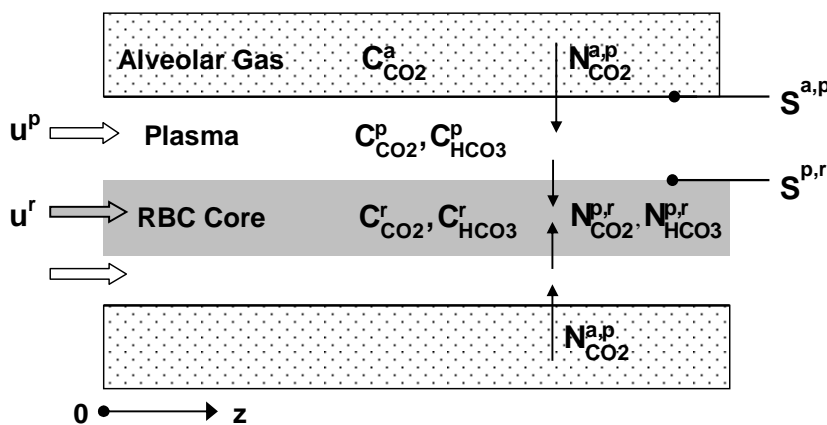 Alveolar Gas C^a_CO2 N^a,p_CO2
S^a,p
u^p Plasma C^p_CO2, C^p_HCO3
S^p,r
u^r RBC Core C^r_CO2, C^r_HCO3 N^p,r_CO2, N^p,r_HCO3
N^a,p_CO2
0 z